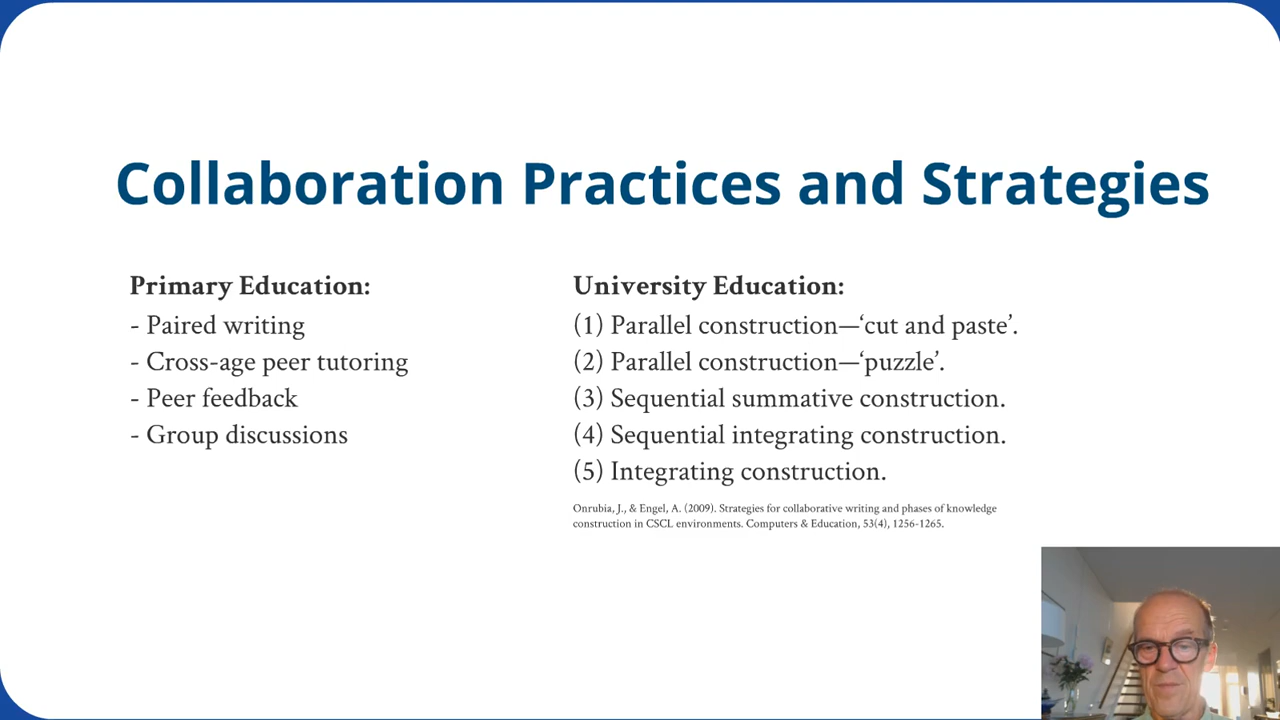 Collaboration Practices and Strategies
Primary Education:
- Paired writing
- Cross-age peer tutoring
- Peer feedback
- Group discussions
University Education:
(1) Parallel construction—‘cut and paste’.
(2) Parallel construction—‘puzzle’.
(3) Sequential summative construction.
(4) Sequential integrating construction.
(5) Integrating construction.
Onrubia, J., & Engel, A. (2009). Strategies for collaborative writing and phases of knowledge
construction in CSCL environments. Computers & Education, 53(4), 1256-1265.